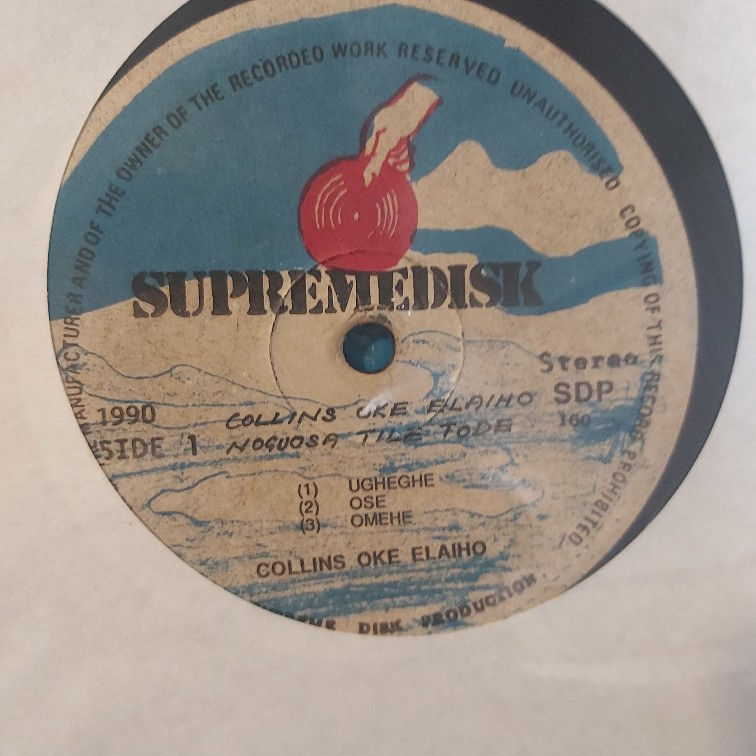 MANUFACTURER AND OF THE OWNER OF THE RECORDED WORK RESERVED UNAUTHORISED COPYING OF THIS RECORD PROHIBITED
SUPREMEDISK
Stereo
1990 COLLINS OKE ELAIHO SDP
SIDE 1 NOGUOSA TILE TODE 160
(1) UGHEGHE
(2) OSE
(3) OMEHE
COLLINS OKE ELAIHO
DISK PRODUCTION